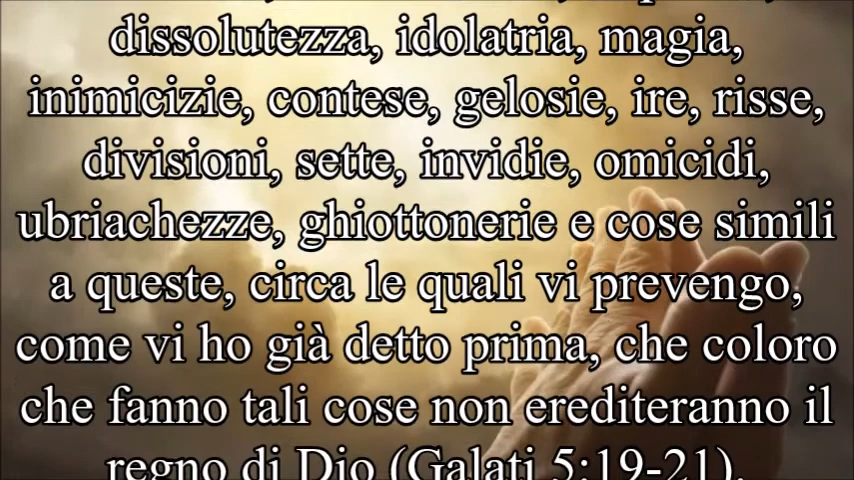 dissolutezza, idolatria, magia,
inimicizie, contese, gelosie, ire, risse,
divisioni, sette, invidie, omicidi,
ubriachezze, ghiottonerie e cose simili
a queste, circa le quali vi prevengo,
come vi ho già detto prima, che coloro
che fanno tali cose non erediteranno il
regno di Dio (Galati 5:19-21).